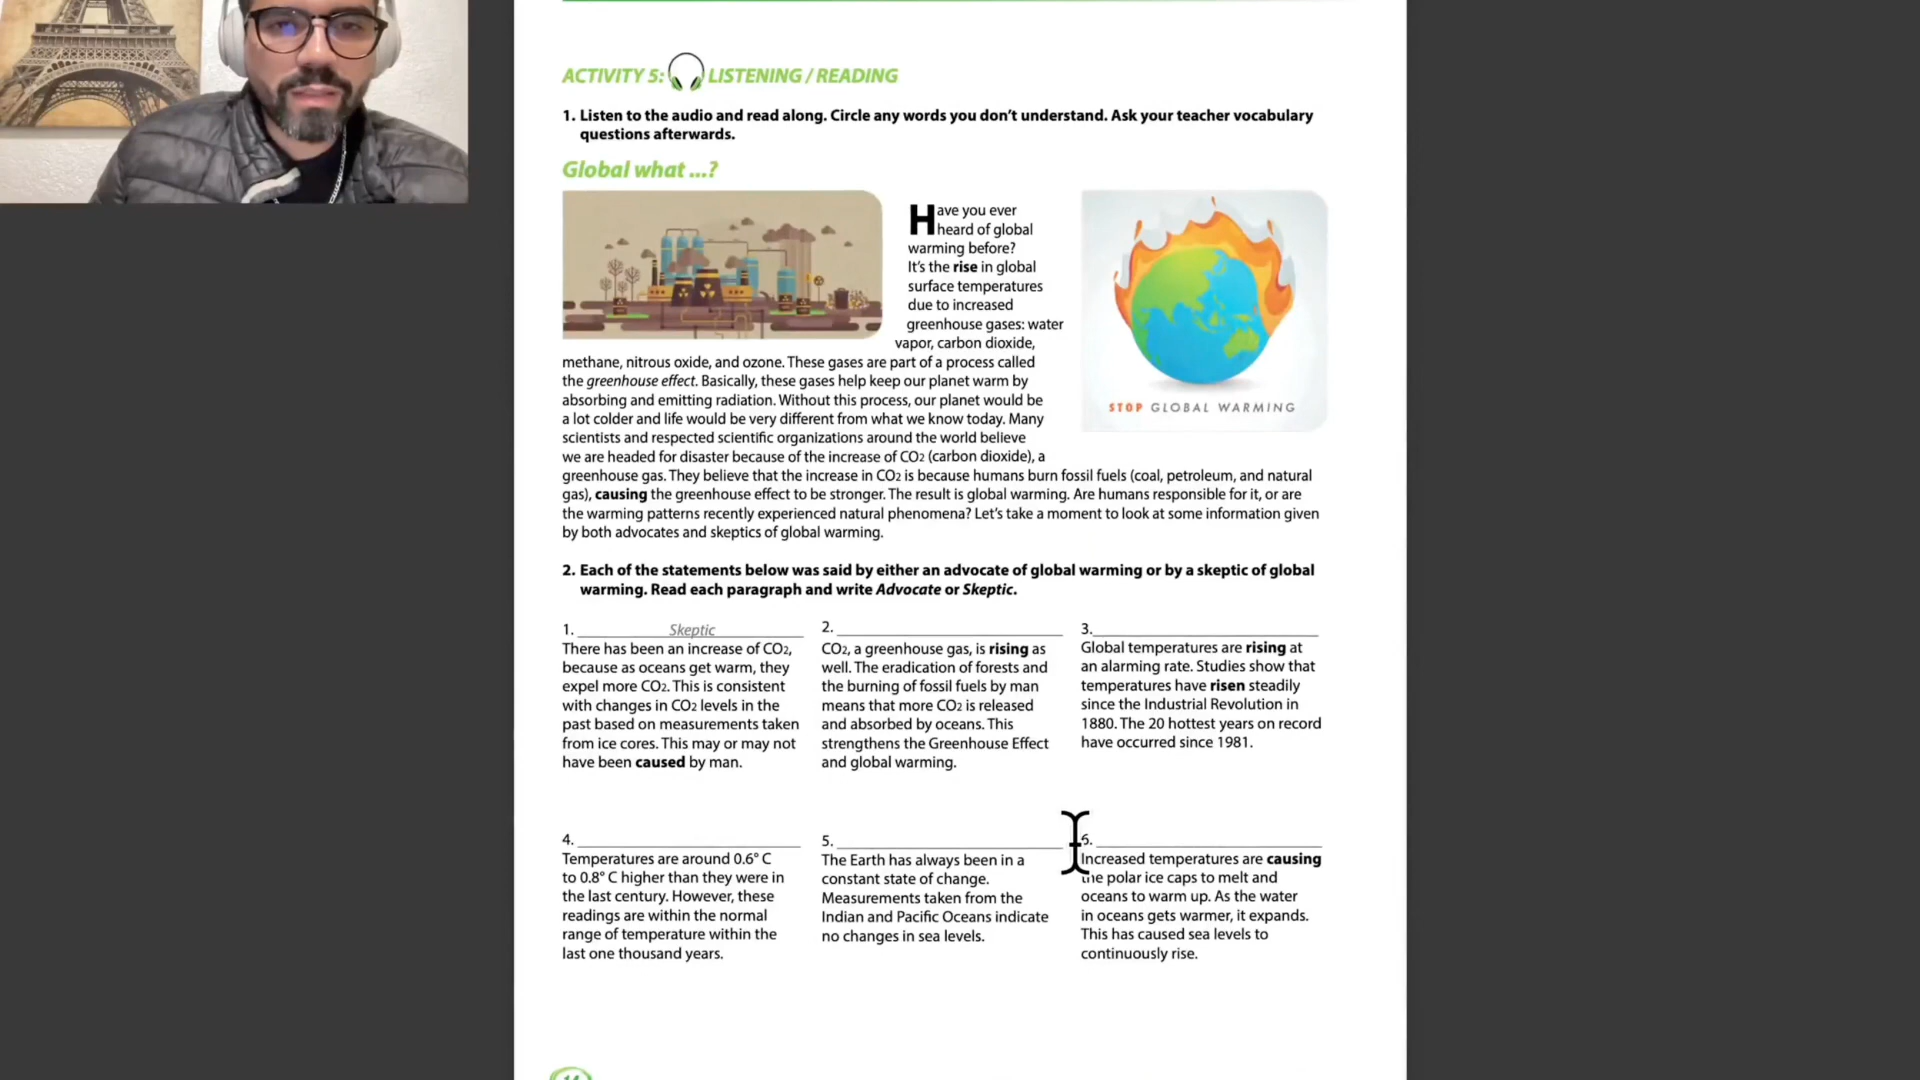 ACTIVITY 5: LISTENING / READING
1. Listen to the audio and read along. Circle any words you don't understand. Ask your teacher vocabulary
questions afterwards.
Global what ...?
Have you ever
heard of global
warming before?
It's the rise in global
surface temperatures
due to increased
greenhouse gases: water
vapor, carbon dioxide,
methane, nitrous oxide, and ozone. These gases are part of a process called
the greenhouse effect. Basically, these gases help keep our planet warm by
absorbing and emitting radiation. Without this process, our planet would be
a lot colder and life would be very different from what we know today. Many
scientists and respected scientific organizations around the world believe
we are headed for disaster because of the increase of CO2 (carbon dioxide), a
greenhouse gas. They believe that the increase in CO2 is because humans burn fossil fuels (coal, petroleum, and natural
gas), causing the greenhouse effect to be stronger. The result is global warming. Are humans responsible for it, or are
the warming patterns recently experienced natural phenomena? Let's take a moment to look at some information given
by both advocates and skeptics of global warming.
STOP GLOBAL WARMING
2. Each of the statements below was said by either an advocate of global warming or by a skeptic of global
warming. Read each paragraph and write Advocate or Skeptic.
1. Skeptic
There has been an increase of CO2,
because as oceans get warm, they
expel more CO2. This is consistent
with changes in CO2 levels in the
past based on measurements taken
from ice cores. This may or may not
have been caused by man.
2.
CO2, a greenhouse gas, is rising as
well. The eradication of forests and
the burning of fossil fuels by man
means that more CO2 is released
and absorbed by oceans. This
strengthens the Greenhouse Effect
and global warming.
3.
Global temperatures are rising at
an alarming rate. Studies show that
temperatures have risen steadily
since the Industrial Revolution in
1880. The 20 hottest years on record
have occurred since 1981.
4.
Temperatures are around 0.6° C
to 0.8° C higher than they were in
the last century. However, these
readings are within the normal
range of temperature within the
last one thousand years.
5.
The Earth has always been in a
constant state of change.
Measurements taken from the
Indian and Pacific Oceans indicate
no changes in sea levels.
6.
Increased temperatures are causing
the polar ice caps to melt and
oceans to warm up. As the water
in oceans gets warmer, it expands.
This has caused sea levels to
continuously rise.